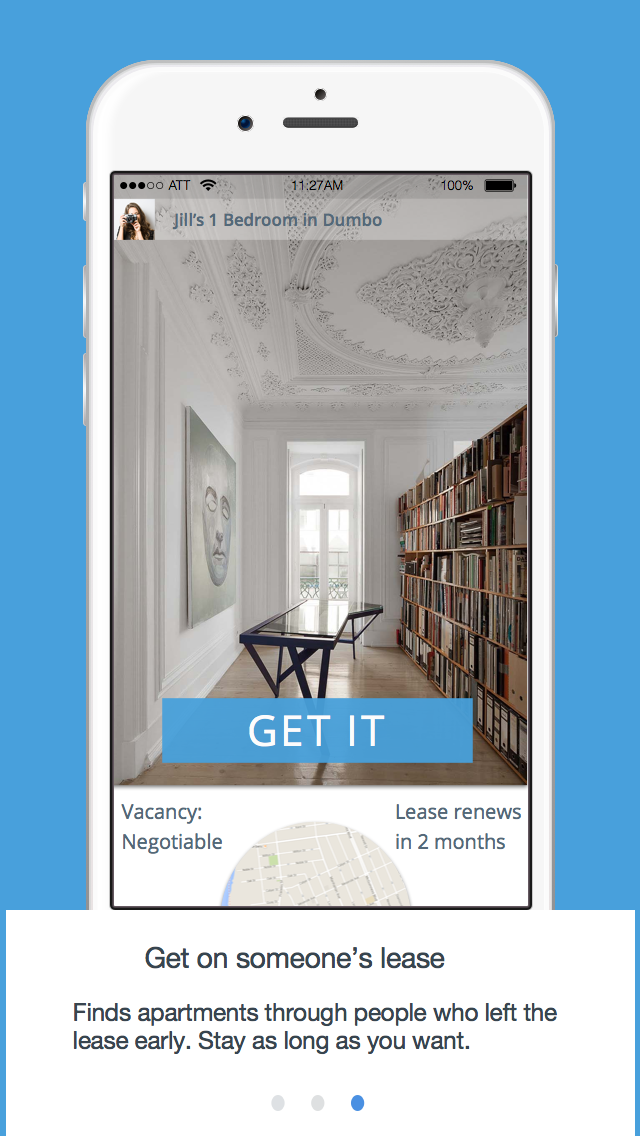 ATT 11:27AM 100%
Jill's 1 Bedroom in Dumbo
GET IT
Vacancy:
Negotiable
Lease renews
in 2 months
Get on someone's lease
Finds apartments through people who left the
lease early. Stay as long as you want.